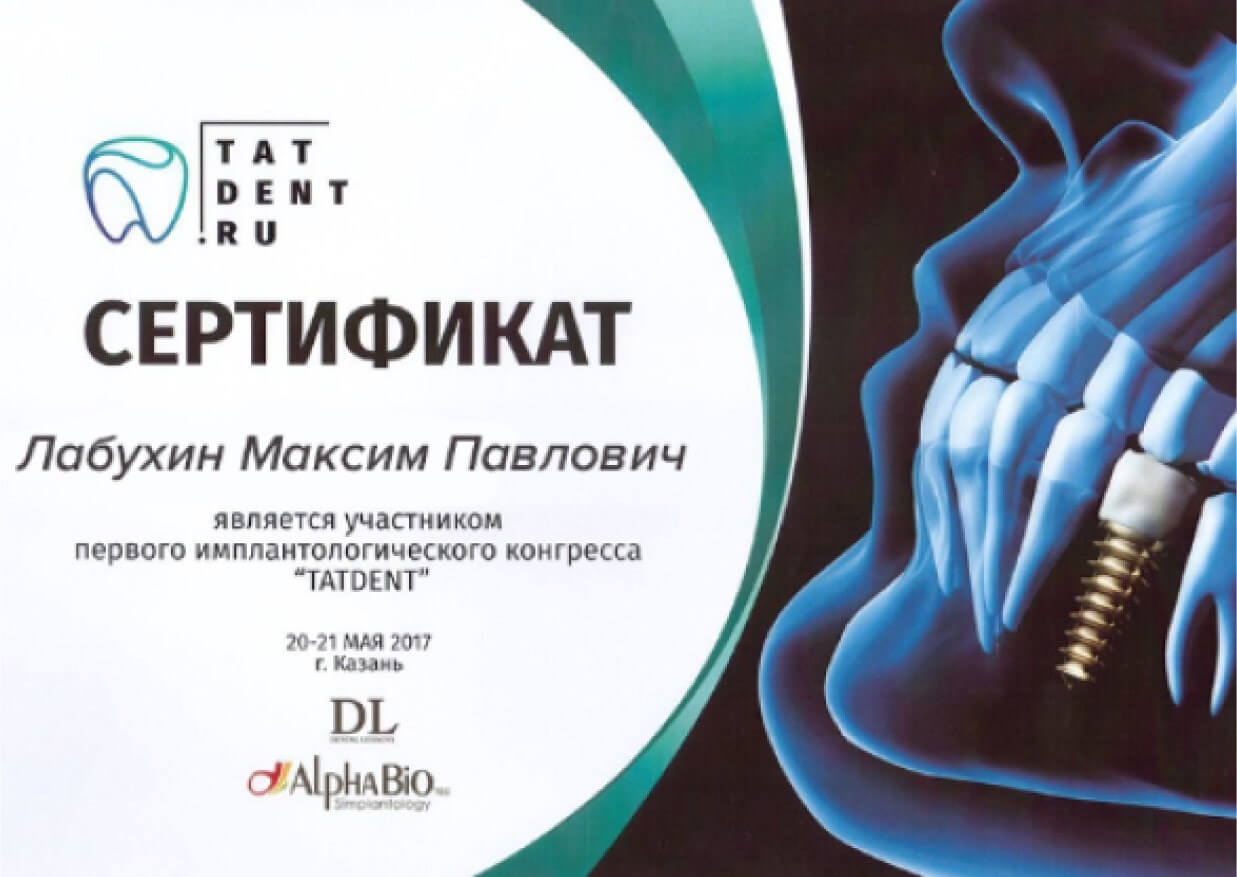 TAT
DENT
.RU
СЕРТИФИКАТ
Лабухин Максим Павлович
является участником
первого имплантологического конгресса
“TATDENT”
20-21 МАЯ 2017
г. Казань
DL
AlphaBio
Simplantology